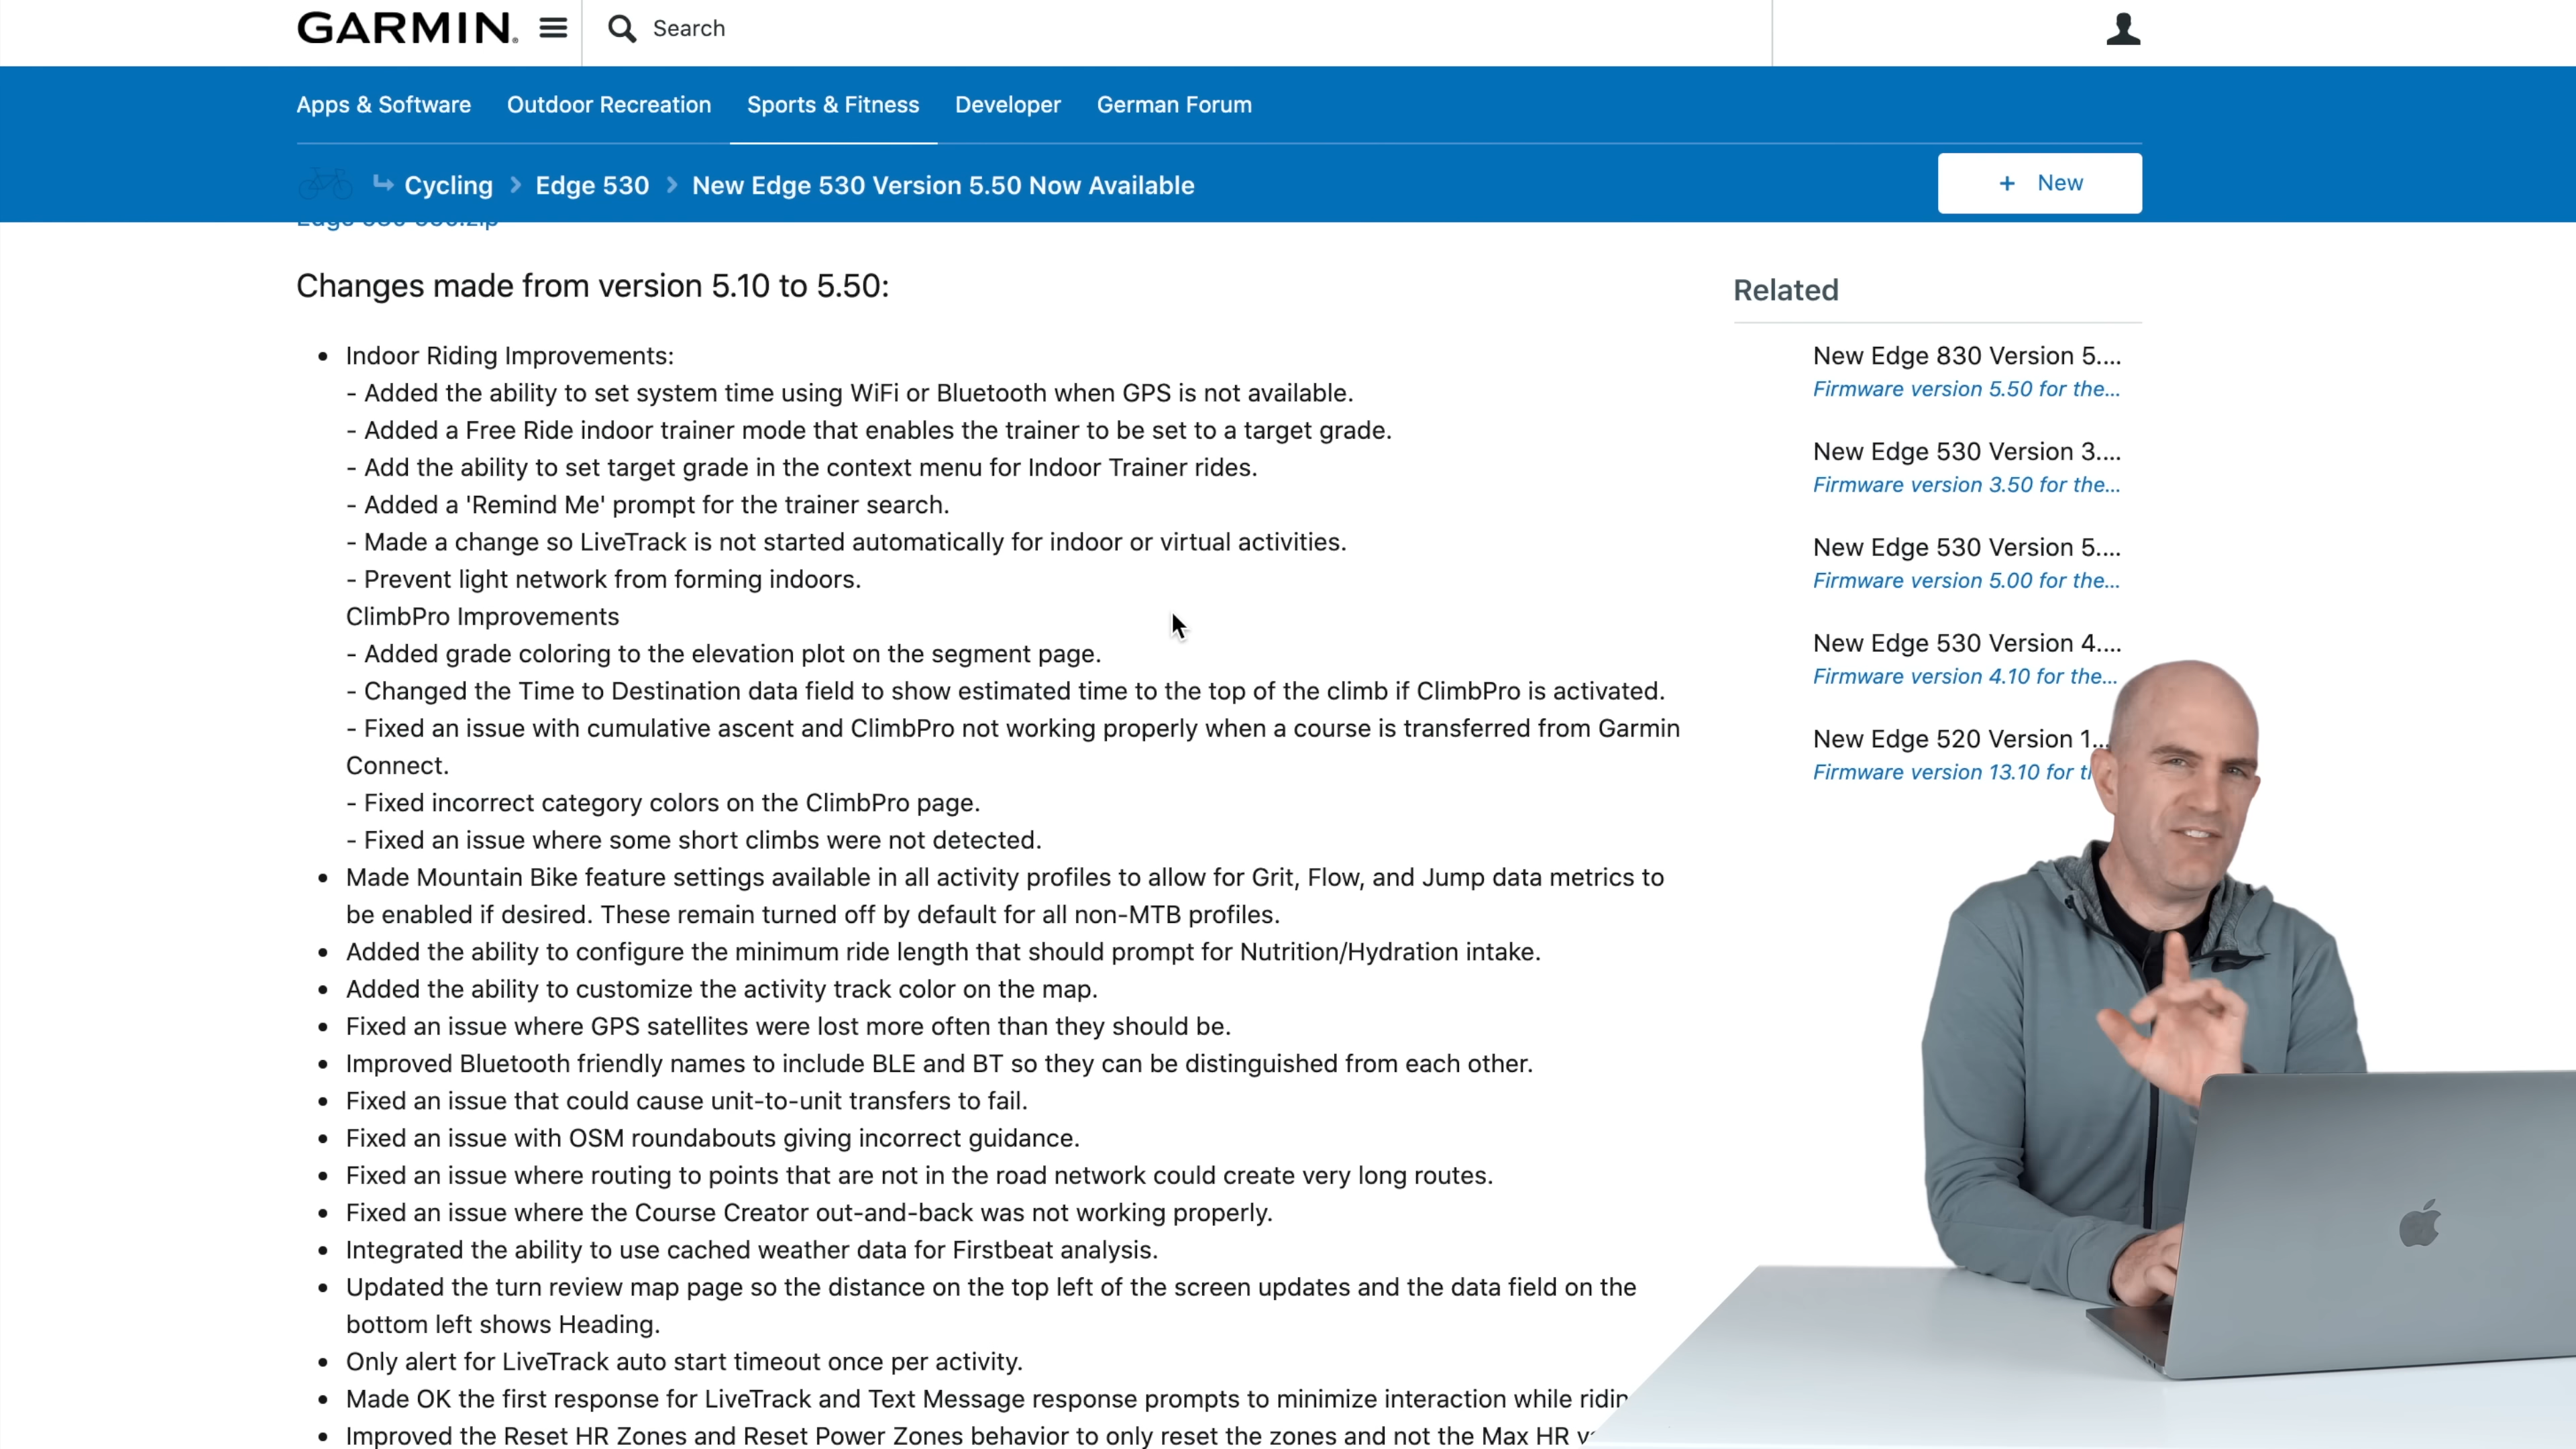 GARMIN
Search
Apps & Software
Outdoor Recreation
Sports & Fitness
Developer
German Forum
Cycling > Edge 530 > New Edge 530 Version 5.50 Now Available
+ New
Changes made from version 5.10 to 5.50:
• Indoor Riding Improvements:
- Added the ability to set system time using WiFi or Bluetooth when GPS is not available.
- Added a Free Ride indoor trainer mode that enables the trainer to be set to a target grade.
- Add the ability to set target grade in the context menu for Indoor Trainer rides.
- Added a 'Remind Me' prompt for the trainer search.
- Made a change so LiveTrack is not started automatically for indoor or virtual activities.
- Prevent light network from forming indoors.
ClimbPro Improvements
- Added grade coloring to the elevation plot on the segment page.
- Changed the Time to Destination data field to show estimated time to the top of the climb if ClimbPro is activated.
- Fixed an issue with cumulative ascent and ClimbPro not working properly when a course is transferred from Garmin
Connect.
- Fixed incorrect category colors on the ClimbPro page.
- Fixed an issue where some short climbs were not detected.
• Made Mountain Bike feature settings available in all activity profiles to allow for Grit, Flow, and Jump data metrics to
be enabled if desired. These remain turned off by default for all non-MTB profiles.
• Added the ability to configure the minimum ride length that should prompt for Nutrition/Hydration intake.
• Added the ability to customize the activity track color on the map.
• Fixed an issue where GPS satellites were lost more often than they should be.
• Improved Bluetooth friendly names to include BLE and BT so they can be distinguished from each other.
• Fixed an issue that could cause unit-to-unit transfers to fail.
• Fixed an issue with OSM roundabouts giving incorrect guidance.
• Fixed an issue where routing to points that are not in the road network could create very long routes.
• Fixed an issue where the Course Creator out-and-back was not working properly.
• Integrated the ability to use cached weather data for Firstbeat analysis.
• Updated the turn review map page so the distance on the top left of the screen updates and the data field on the
bottom left shows Heading.
• Only alert for LiveTrack auto start timeout once per activity.
• Made OK the first response for LiveTrack and Text Message response prompts to minimize interaction while
• Improved the Reset HR Zones and Reset Power Zones behavior to only reset the zones and not the Max HR
Related
New Edge 830 Version 5....
Firmware version 5.50 for the...
New Edge 530 Version 3....
Firmware version 3.50 for the...
New Edge 530 Version 5....
Firmware version 5.00 for the...
New Edge 530 Version 4....
Firmware version 4.10 for the...
New Edge 520 Version 1...
Firmware version 13.10 for